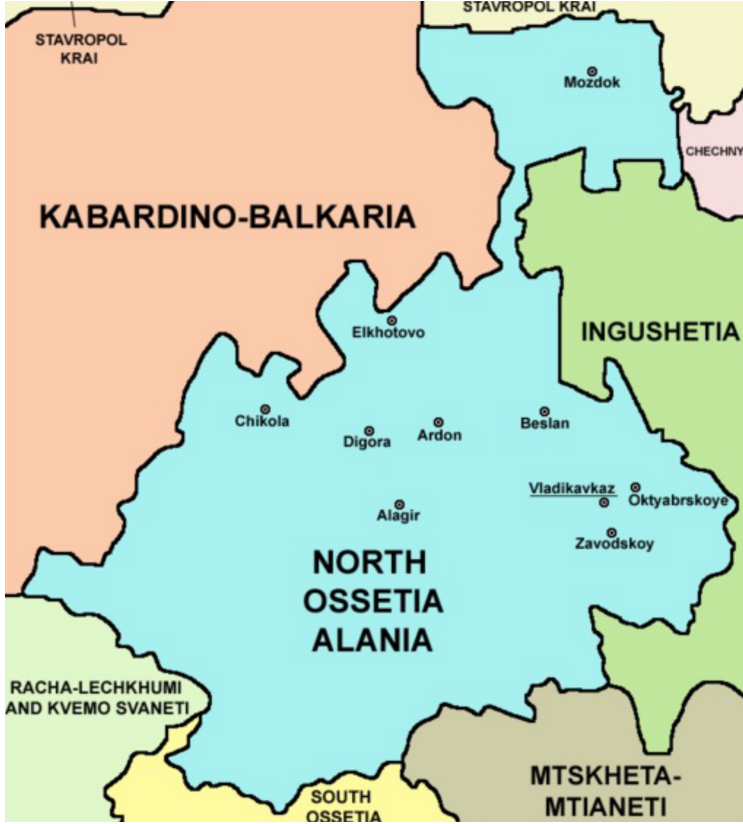 STAVROPOL KRAI
STAVROPOL
KRAI
Mozdok
CHECHNY
KABARDINO-BALKARIA
Elkhotovo
INGUSHETIA
Chikola
Digora
Ardon
Beslan
Vladikavkaz
Oktyabrskoye
Alagir
Zavodskoy
NORTH
OSSETIA
ALANIA
RACHA-LECHKHUMI
AND KVEMO SVANETI
MTSKHETA-
MTIANETI
SOUTH
OSSETIA